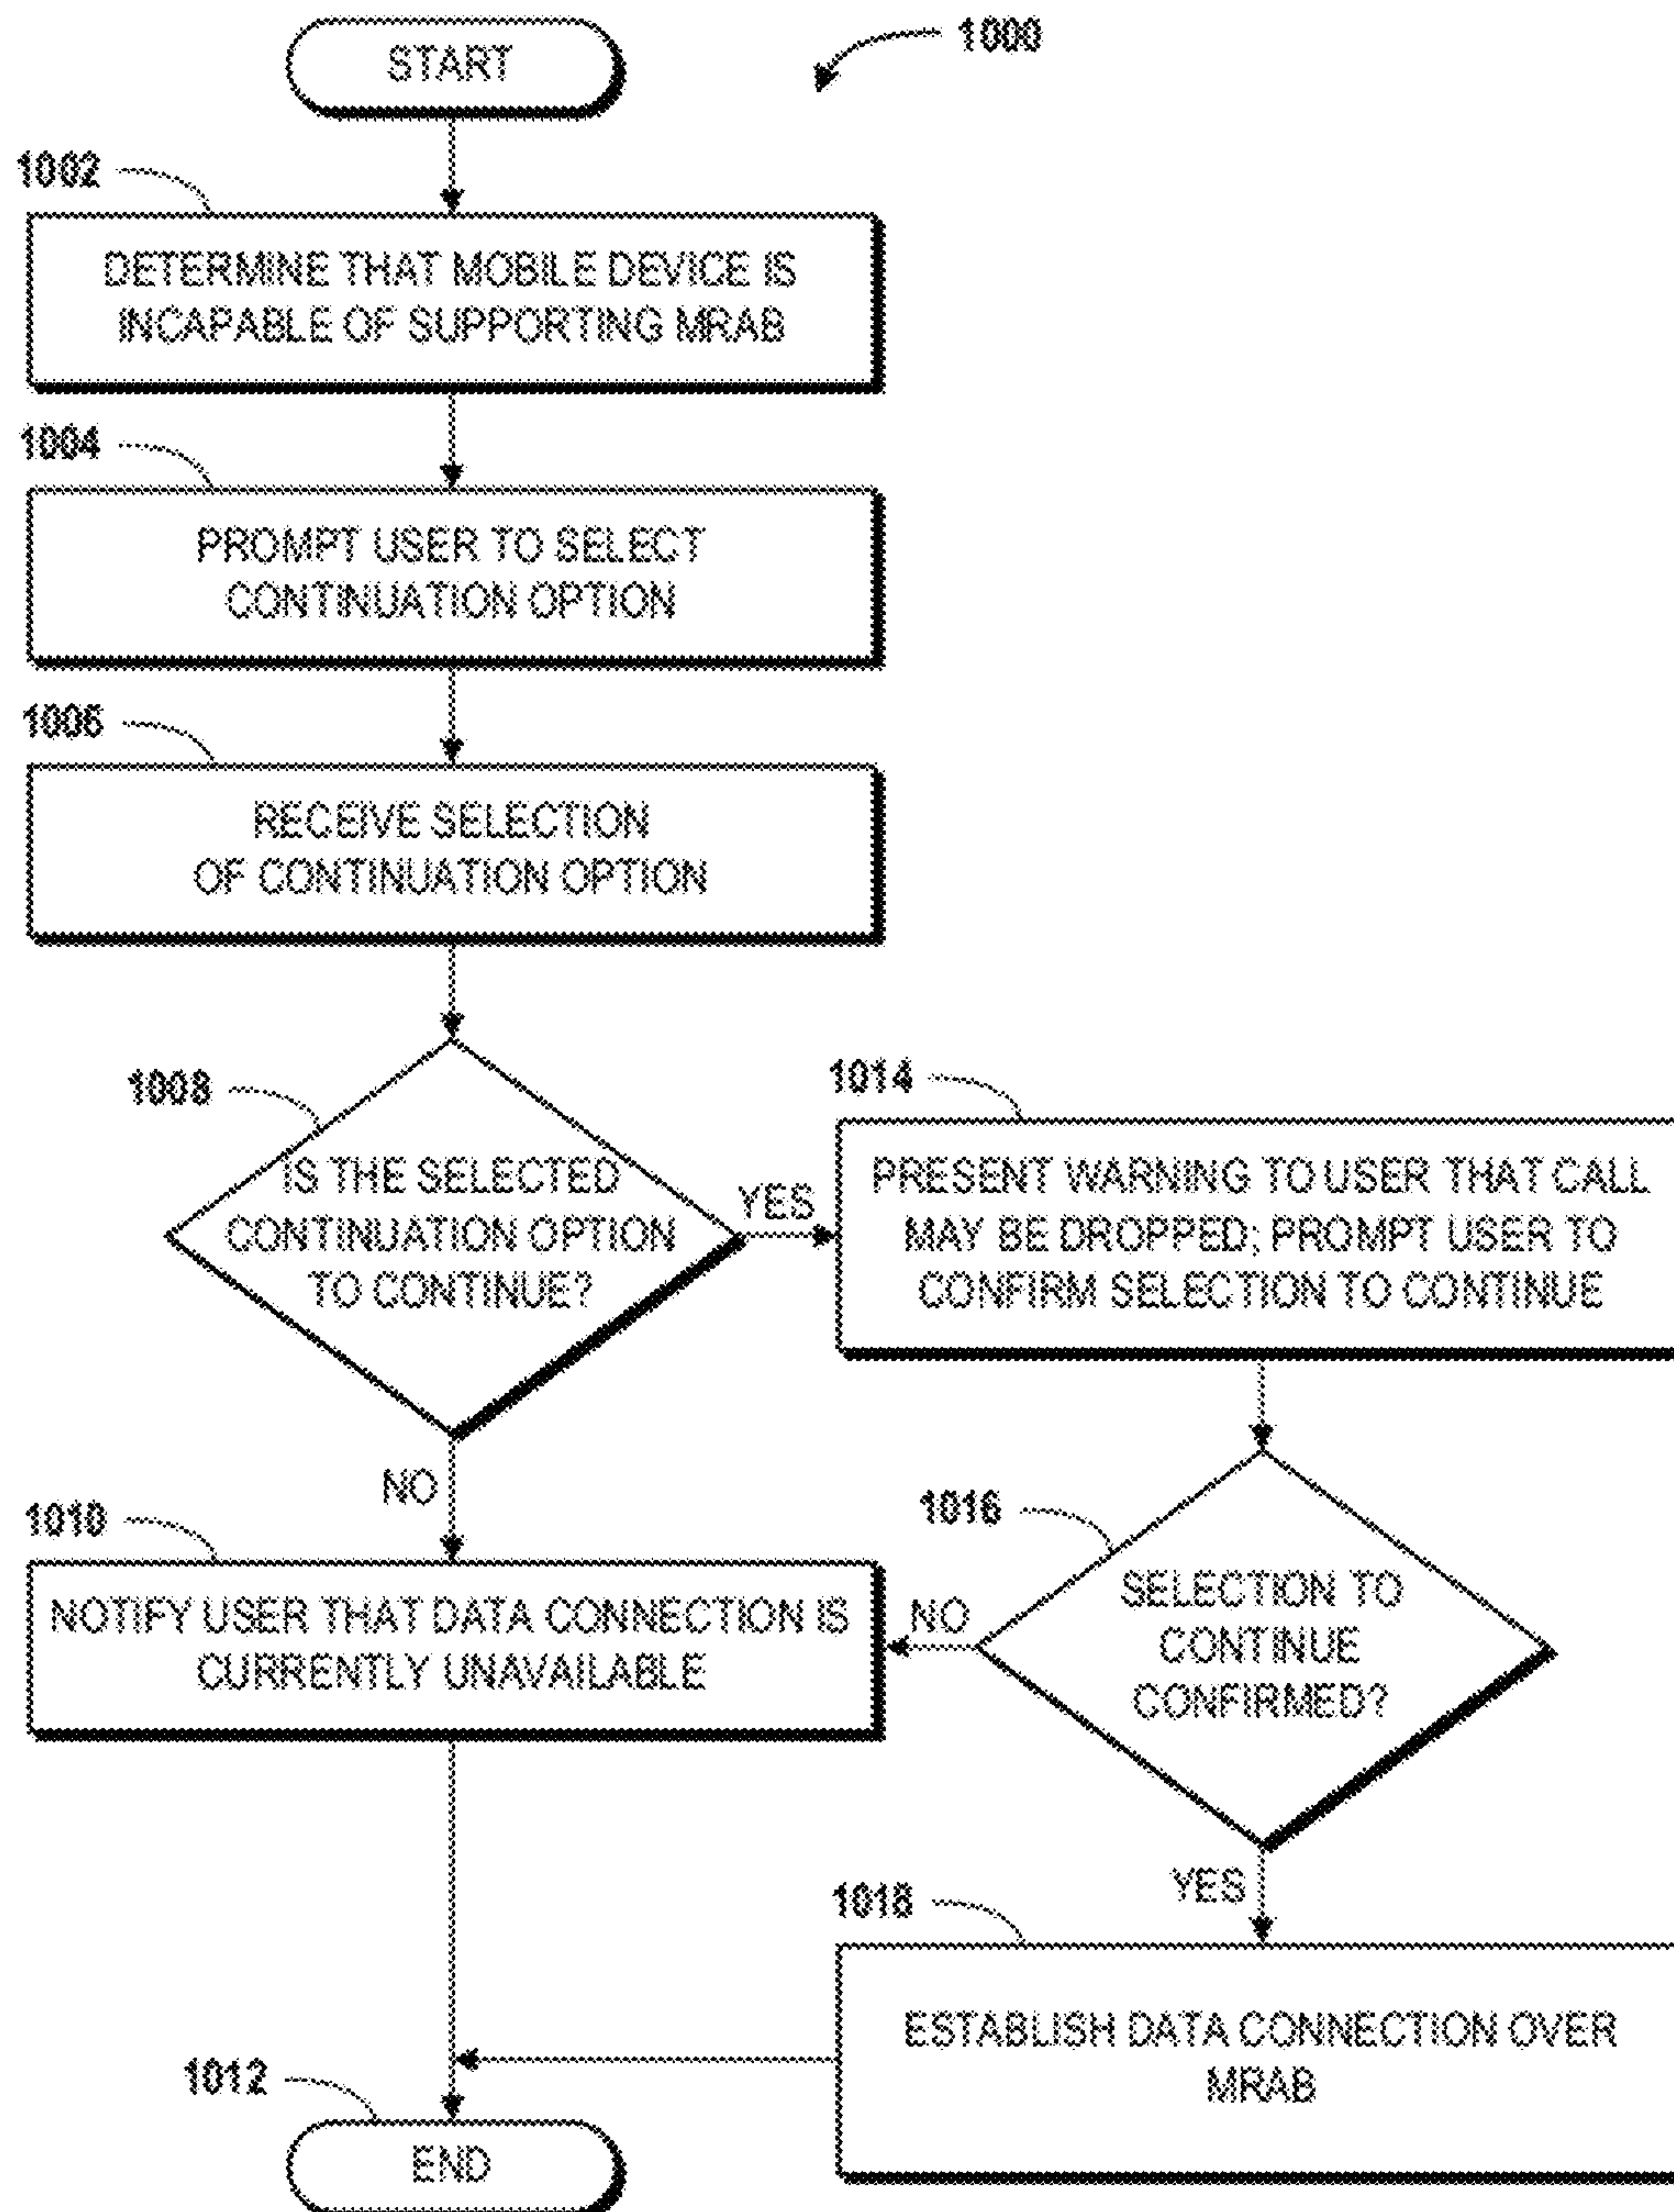 START
1000
1002
DETERMINE THAT MOBILE DEVICE IS
INCAPABLE OF SUPPORTING MRAB
1004
PROMPT USER TO SELECT
CONTINUATION OPTION
1006
RECEIVE SELECTION
OF CONTINUATION OPTION
1008
IS THE SELECTED
CONTINUATION OPTION
TO CONTINUE?
YES
1014
PRESENT WARNING TO USER THAT CALL
MAY BE DROPPED; PROMPT USER TO
CONFIRM SELECTION TO CONTINUE
NO
1010
NOTIFY USER THAT DATA CONNECTION IS
CURRENTLY UNAVAILABLE
1016
SELECTION TO
CONTINUE
CONFIRMED?
NO
YES
1018
ESTABLISH DATA CONNECTION OVER
MRAB
1012
END